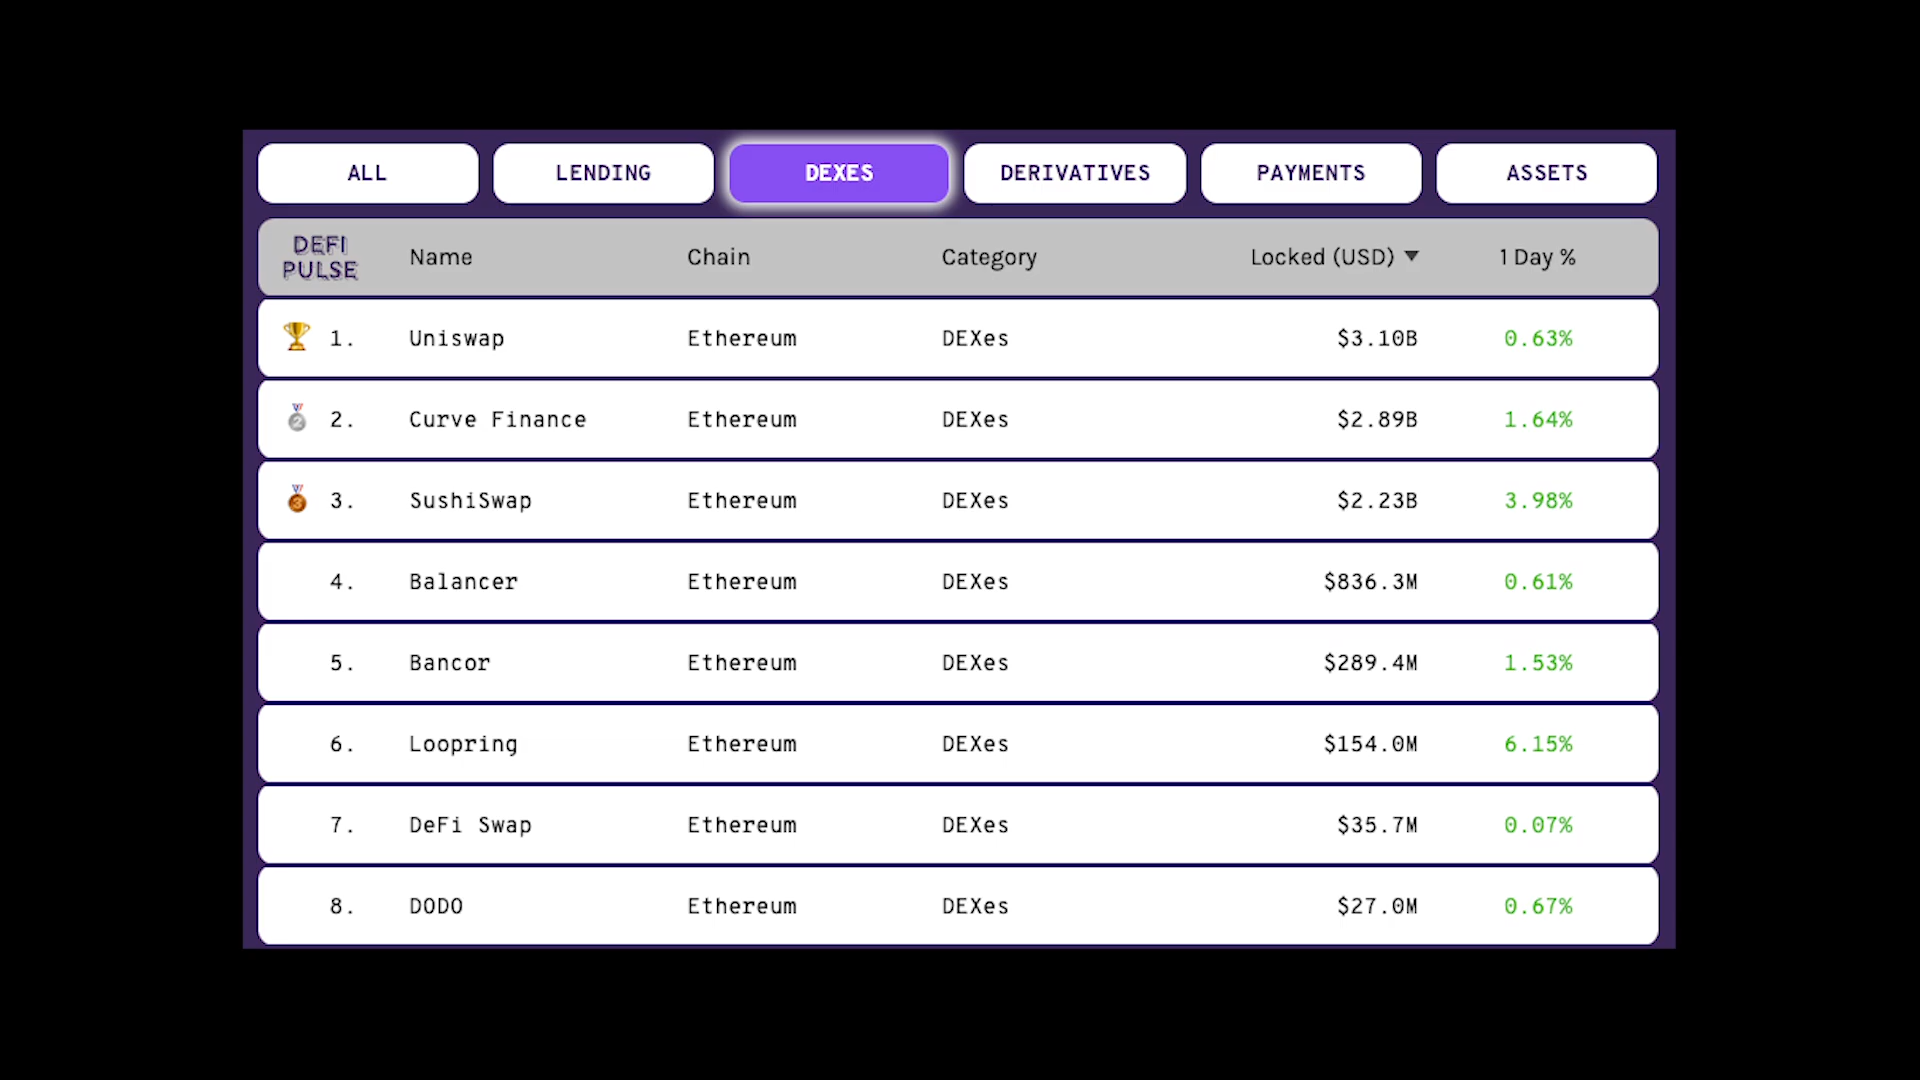 ALL LENDING DEXES DERIVATIVES PAYMENTS ASSETS
DEFI
PULSE
Name Chain Category Locked (USD) ▼ 1 Day %
1. Uniswap Ethereum DEXes $3.10B 0.63%
2 2. Curve Finance Ethereum DEXes $2.89B 1.64%
3 3. SushiSwap Ethereum DEXes $2.23B 3.98%
4. Balancer Ethereum DEXes $836.3M 0.61%
5. Bancor Ethereum DEXes $289.4M 1.53%
6. Loopring Ethereum DEXes $154.0M 6.15%
7. DeFi Swap Ethereum DEXes $35.7M 0.07%
8. DODO Ethereum DEXes $27.0M 0.67%